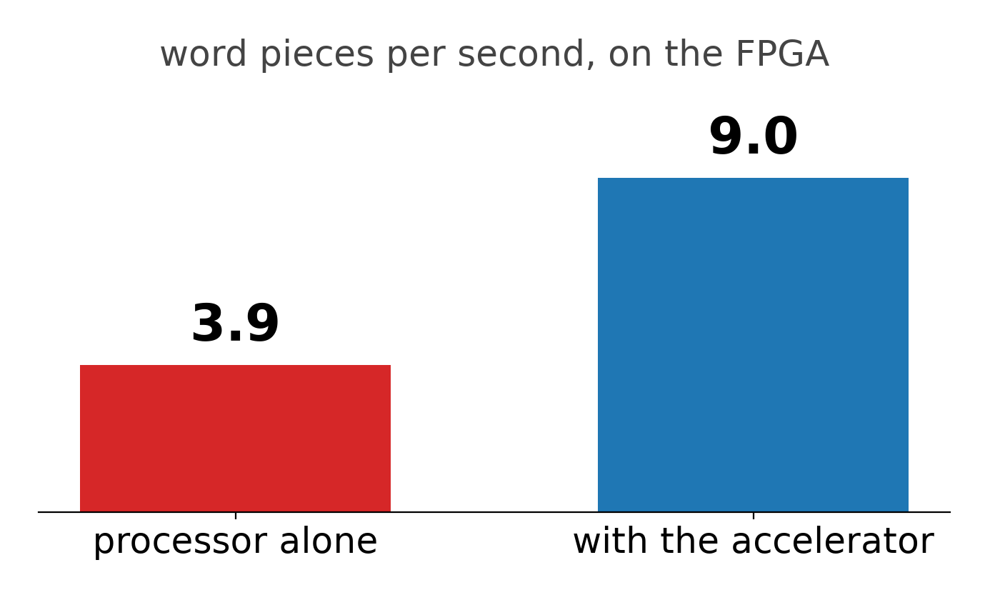 word pieces per second, on the FPGA
9.0
3.9
processor alone
with the accelerator